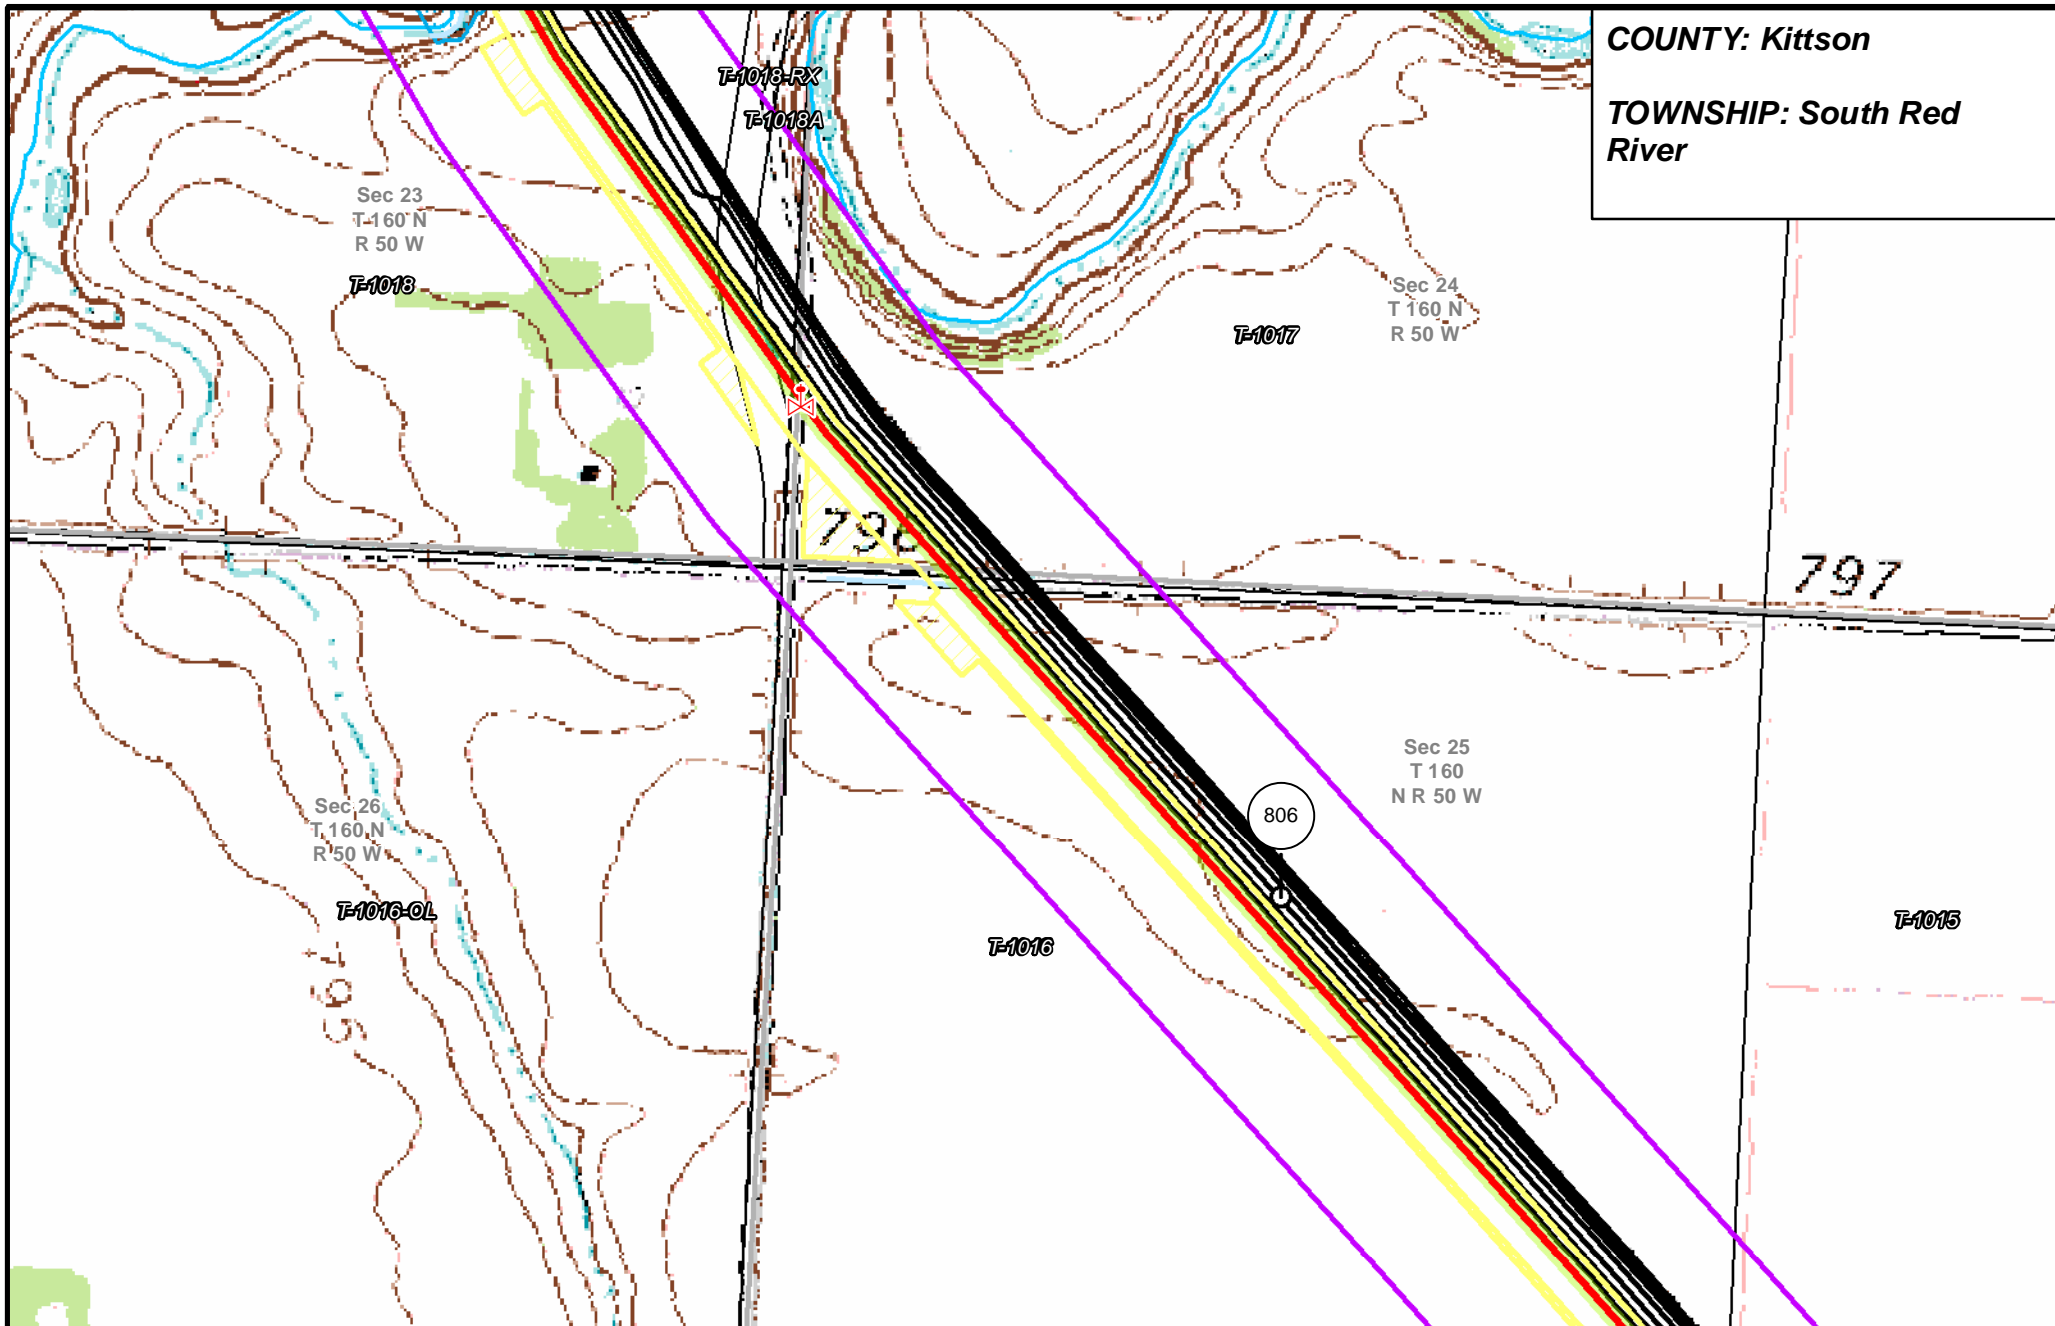 COUNTY: Kittson
TOWNSHIP: South Red
River
T-1018-RX
T-1018A
Sec 23
T 160 N
R 50 W
T-1018
Sec 24
T 160 N
R 50 W
T-1017
797
Sec 25
T 160
N R 50 W
806
Sec 26
T 160 N
R 50 W
T-1016-OL
T-1016
T-1015
795